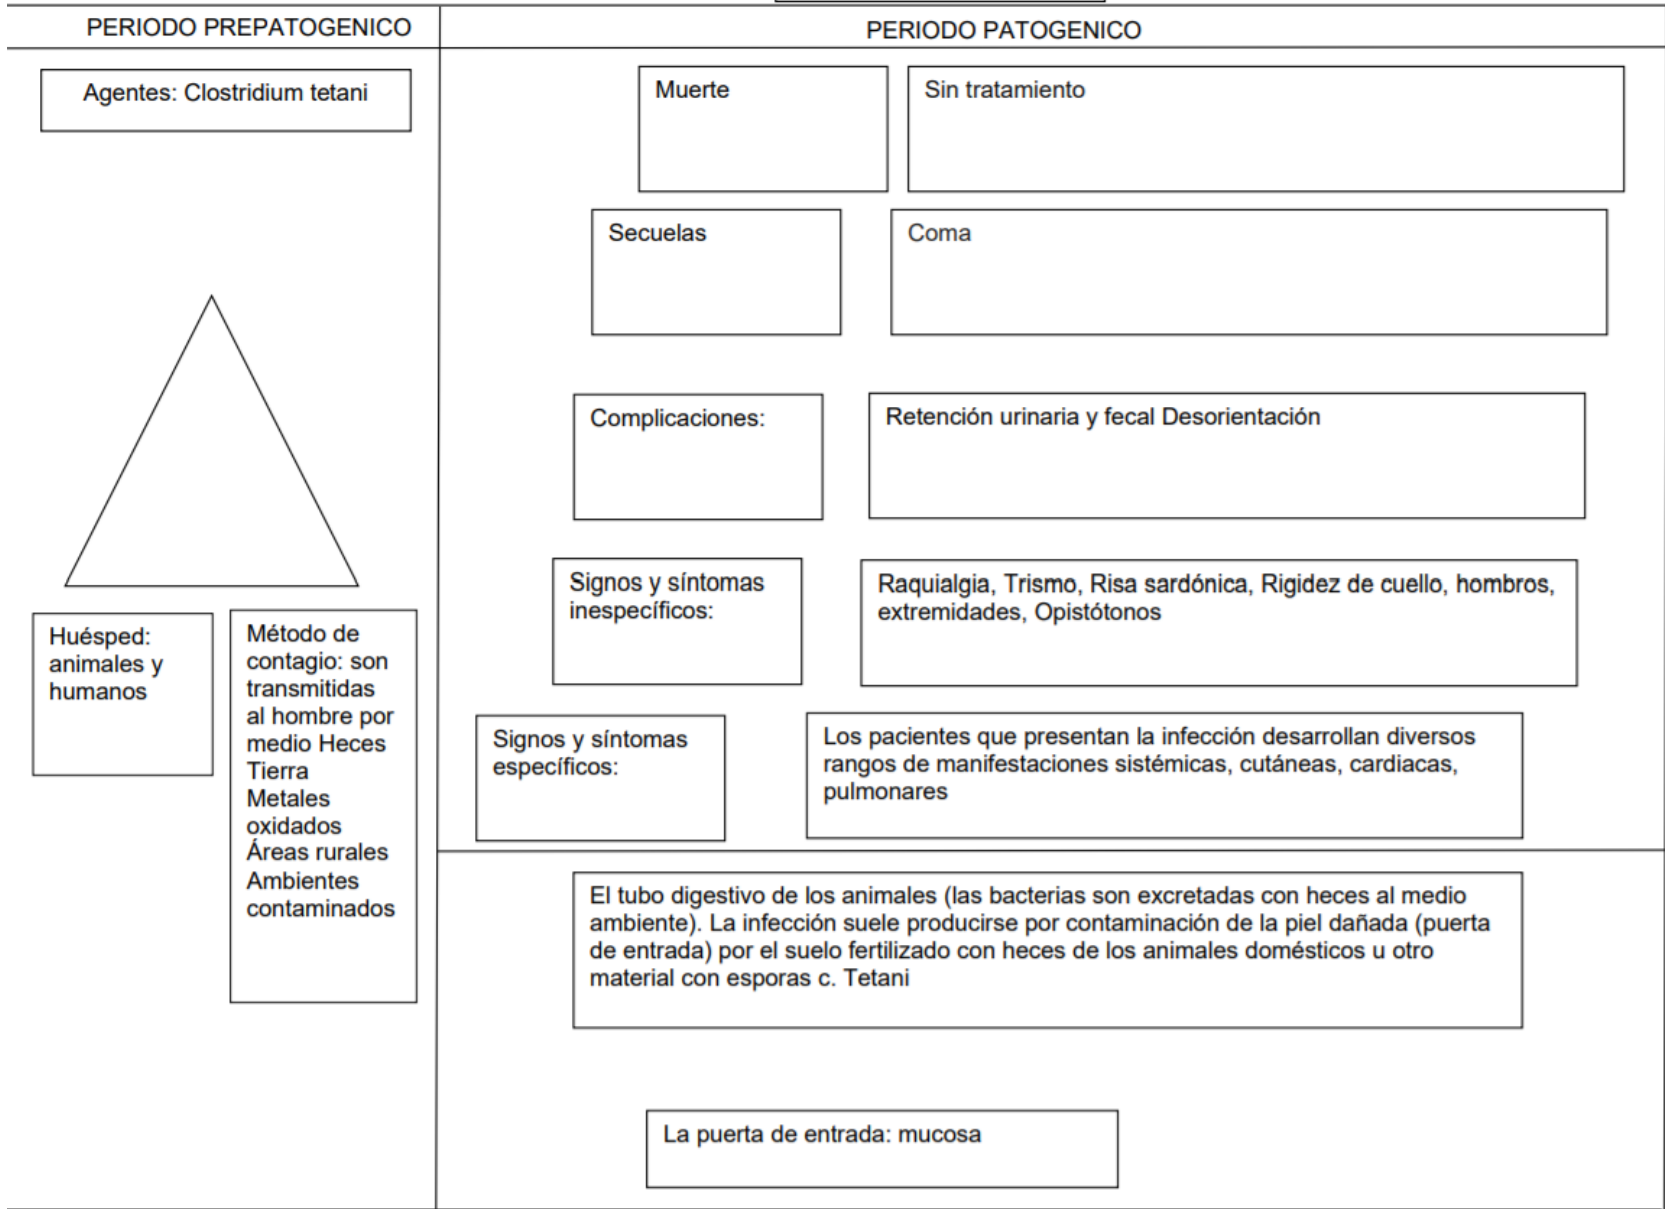 PERIODO PREPATOGENICO
PERIODO PATOGENICO
Agentes: Clostridium tetani
Huésped:
animales y
humanos
Método de
contagio: son
transmitidas
al hombre por
medio Heces
Tierra
Metales
oxidados
Áreas rurales
Ambientes
contaminados
Muerte
Sin tratamiento
Secuelas
Coma
Complicaciones:
Retención urinaria y fecal Desorientación
Signos y síntomas
inespecíficos:
Raquialgia, Trismo, Risa sardónica, Rigidez de cuello, hombros,
extremidades, Opistótonos
Signos y síntomas
específicos:
Los pacientes que presentan la infección desarrollan diversos
rangos de manifestaciones sistémicas, cutáneas, cardiacas,
pulmonares
El tubo digestivo de los animales (las bacterias son excretadas con heces al medio
ambiente). La infección suele producirse por contaminación de la piel dañada (puerta
de entrada) por el suelo fertilizado con heces de los animales domésticos u otro
material con esporas c. Tetani
La puerta de entrada: mucosa